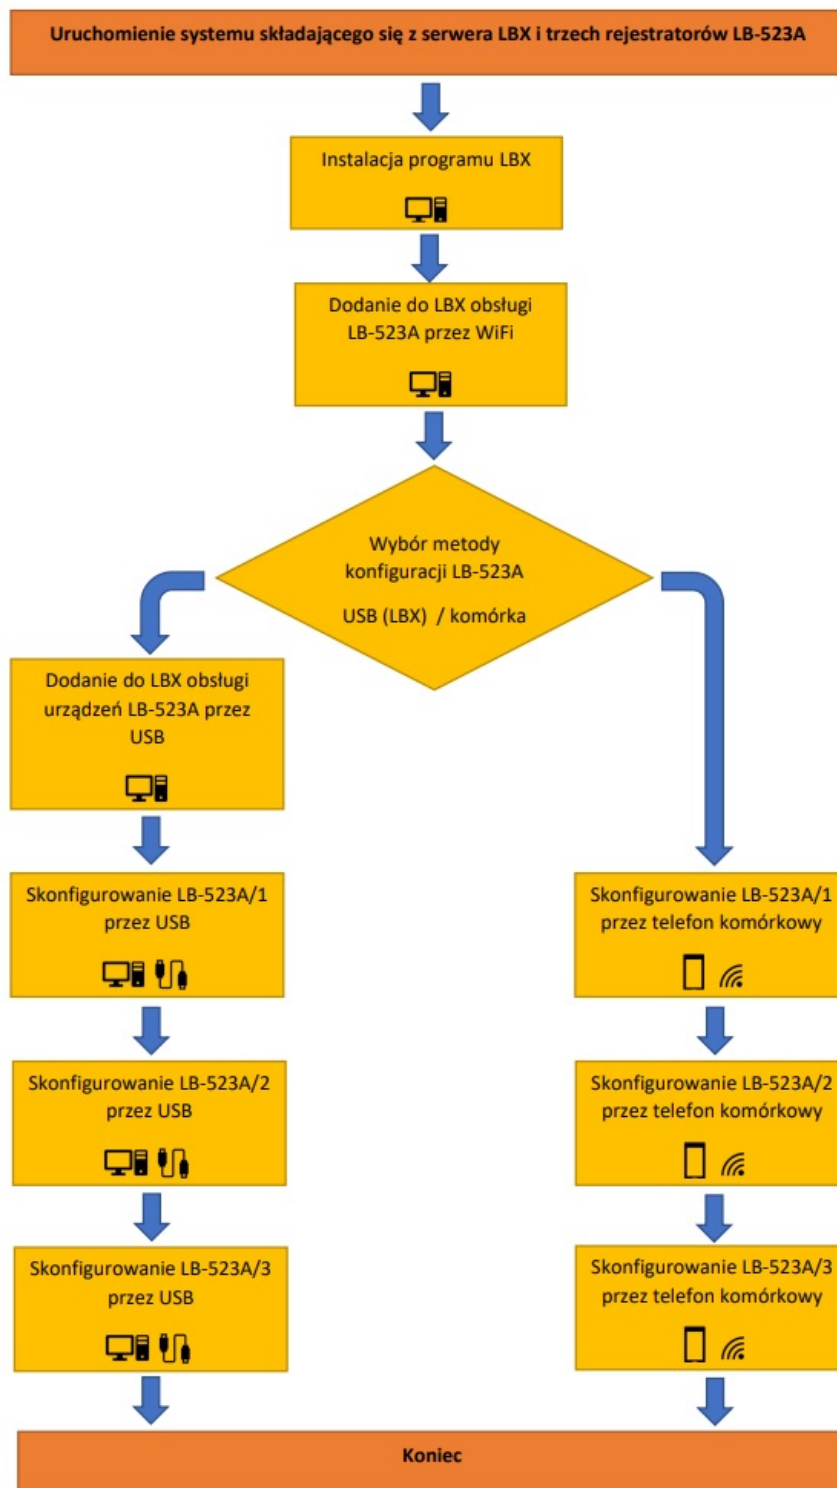 Uruchomienie systemu składającego się z serwera LBX i trzech rejestratorów LB-523A
Instalacja programu LBX
Dodanie do LBX obsługi
LB-523A przez WiFi
Wybór metody
konfiguracji LB-523A
USB (LBX) / komórka
Dodanie do LBX obsługi
urządzeń LB-523A przez
USB
Skonfigurowanie LB-523A/1
przez USB
Skonfigurowanie LB-523A/2
przez USB
Skonfigurowanie LB-523A/3
przez USB
Skonfigurowanie LB-523A/1
przez telefon komórkowy
Skonfigurowanie LB-523A/2
przez telefon komórkowy
Skonfigurowanie LB-523A/3
przez telefon komórkowy
Koniec